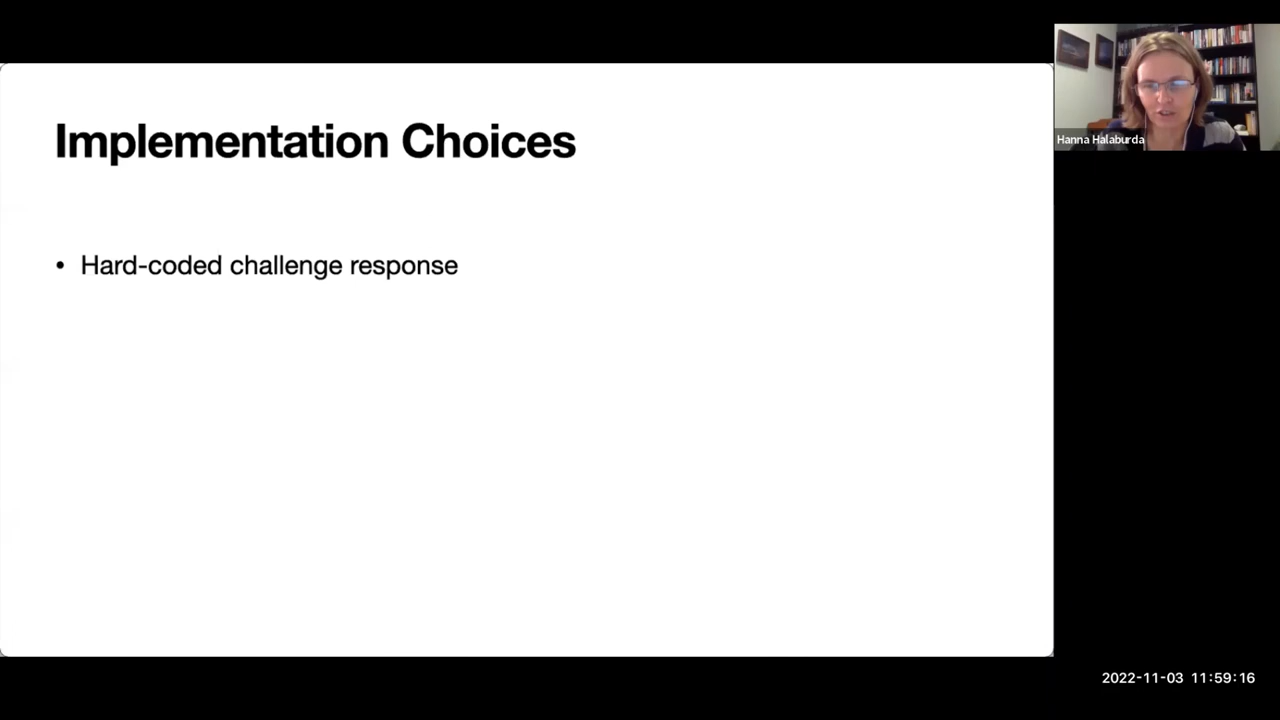 Implementation Choices
• Hard-coded challenge response
Hanna Halaburda
2022-11-03 11:59:16